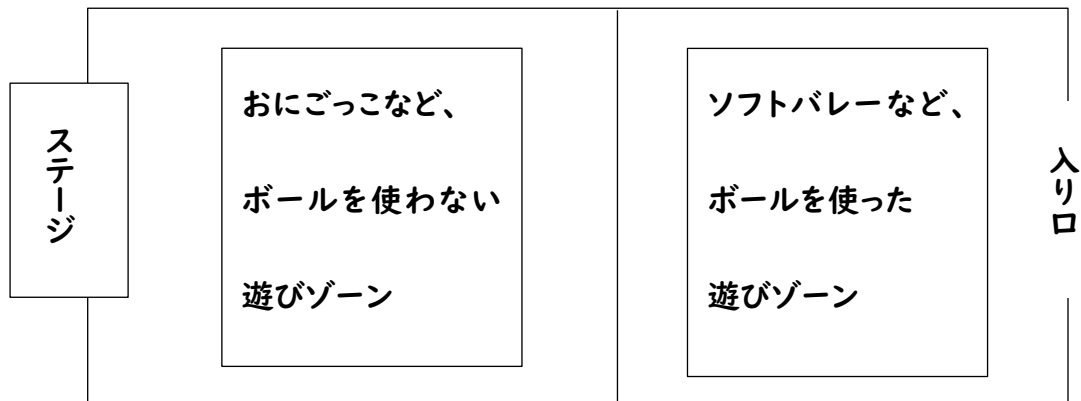 ステージ
おにごっこなど、
ボールを使わない
遊びゾーン
ソフトバレーなど、
ボールを使った
遊びゾーン
入り口